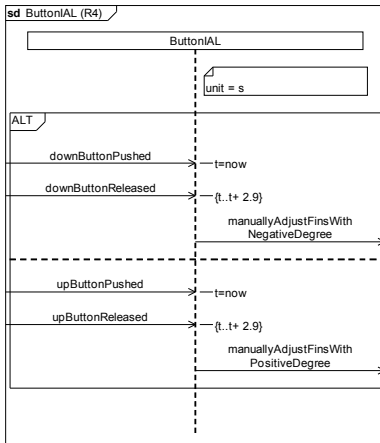 sd ButtonIAL (R4)
ButtonIAL
unit = s
ALT
downButtonPushed
t=now
downButtonReleased
{t..t+ 2.9}
manuallyAdjustFinsWith
NegativeDegree
upButtonPushed
t=now
upButtonReleased
{t..t+ 2.9}
manuallyAdjustFinsWith
PositiveDegree